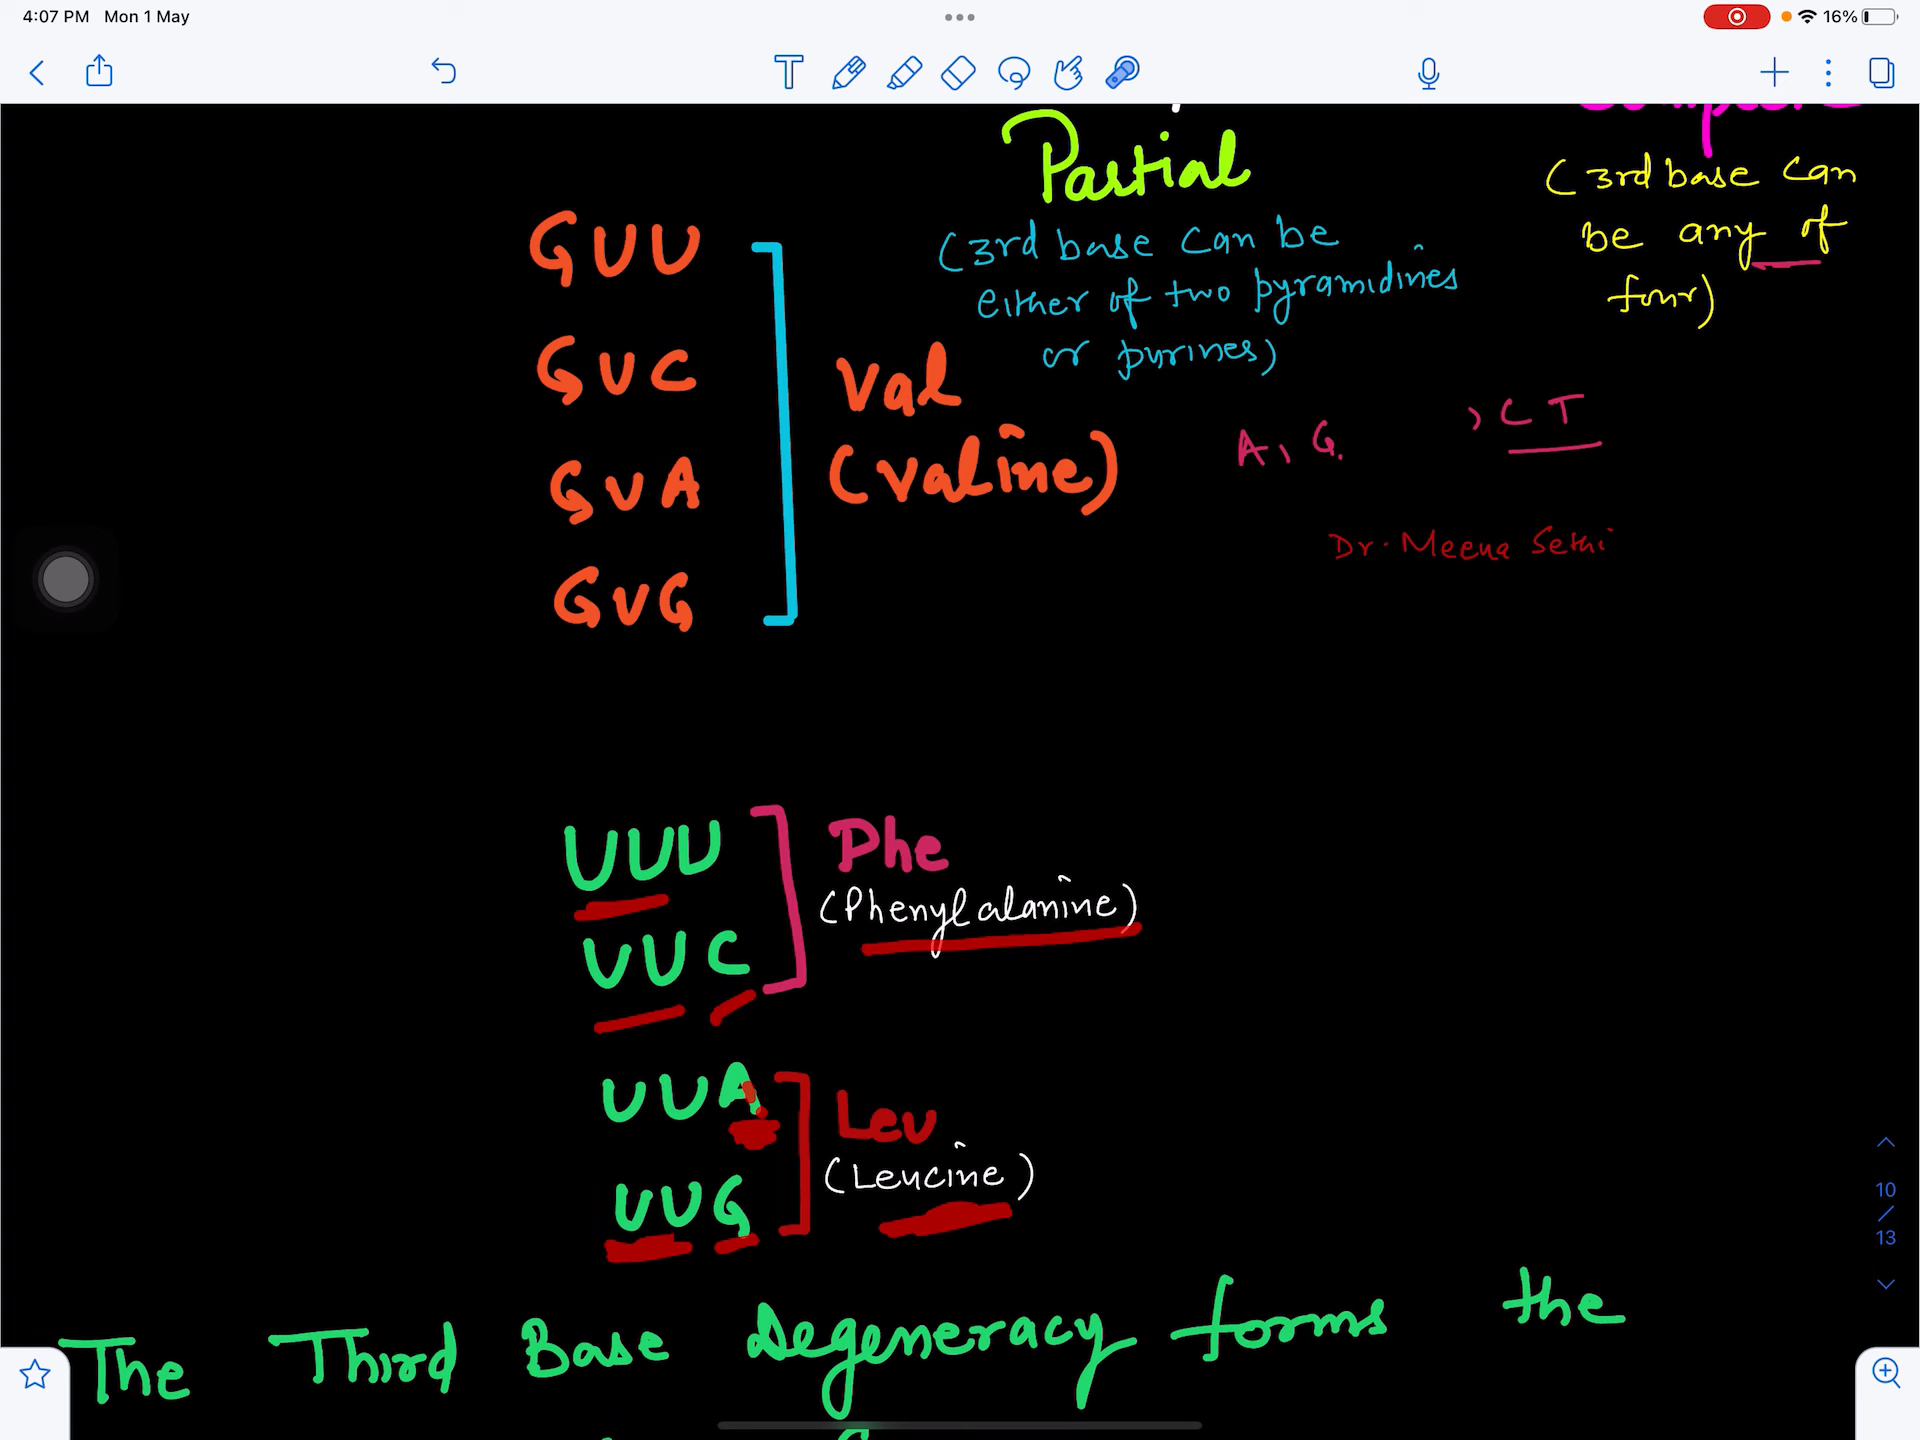 4:07 PM Mon 1 May
16%
Partial
(3rd base can be
either of two pyramidines
or purines)
(3rd base can
be any of
four)
GUU
GUC
GUA
GUG
Val
(Valine)
A, G.
, C T
Dr. Meena Sethi
UUU
UUC
Phe
(Phenylalanine)
UUA
UUG
Leu
(Leucine)
10
/
13
The Third Base Degeneracy forms the